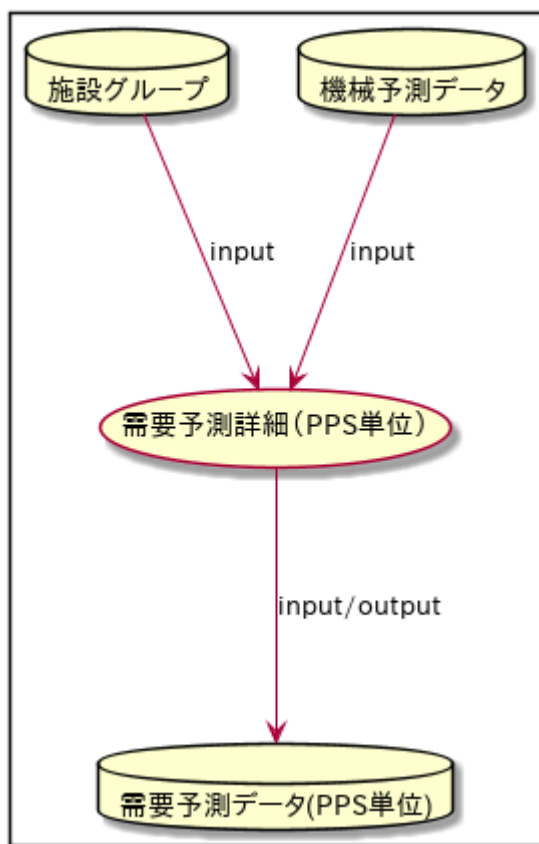 施設グループ
機械予測データ
input
input
需要予測詳細（PPS単位）
input/output
需要予測データ(PPS単位)